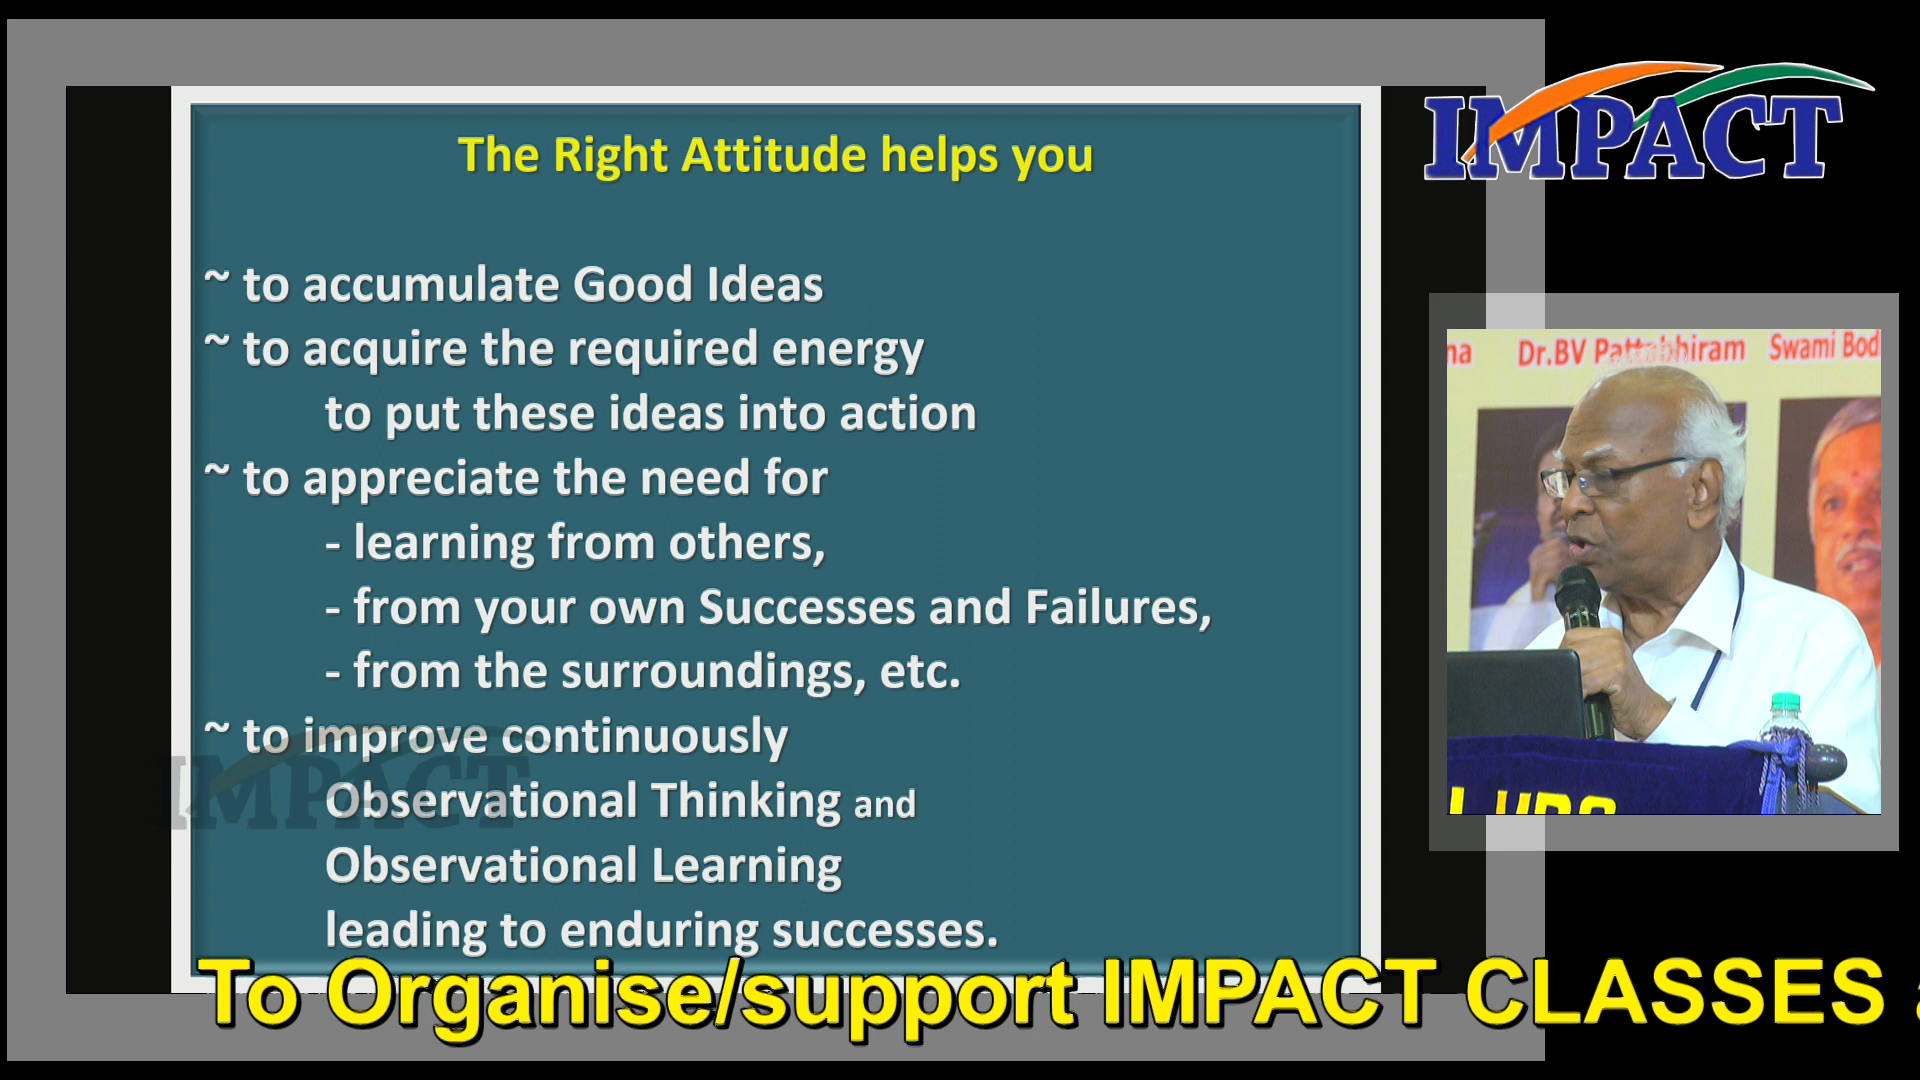 The Right Attitude helps you
~ to accumulate Good Ideas
~ to acquire the required energy
to put these ideas into action
~ to appreciate the need for
- learning from others,
- from your own Successes and Failures,
- from the surroundings, etc.
~ to improve continuously
Observational Thinking and
Observational Learning
leading to enduring successes.
IMPACT
IMPACT
Dr.BV Pattabhiram Swami Bod
To Organise/support IMPACT CLASSES